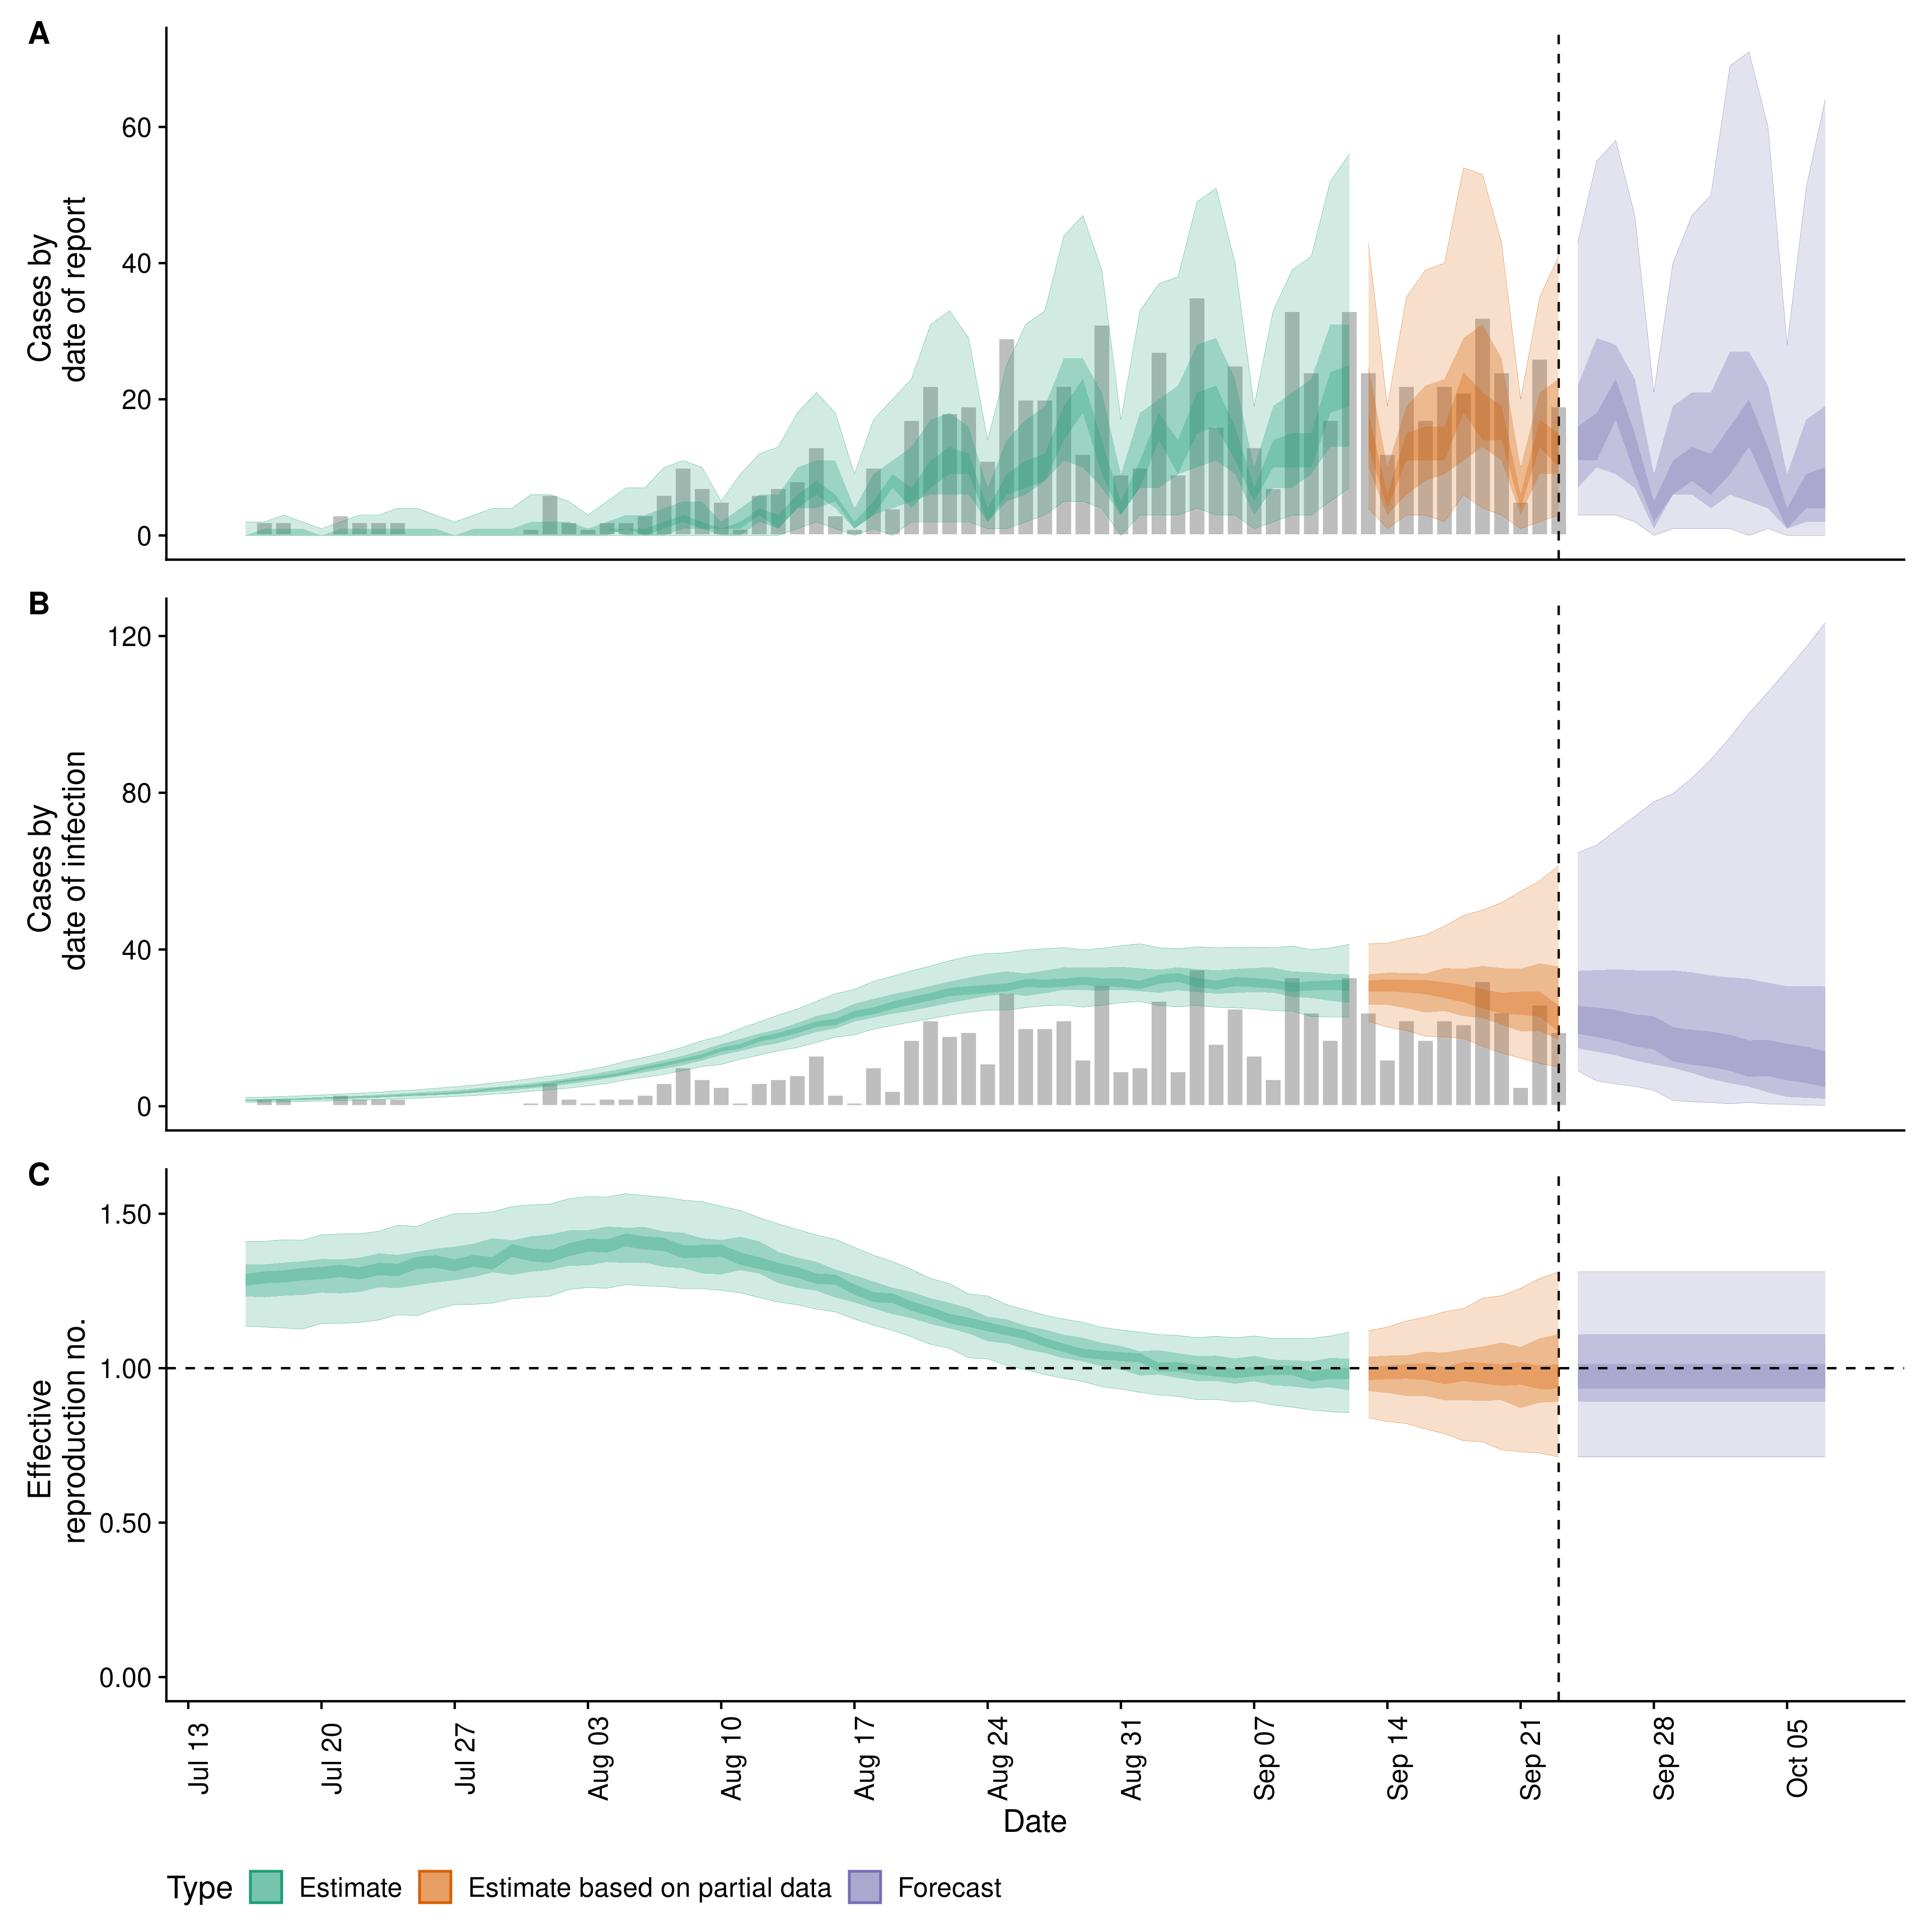 A
Cases by
date of report
60
40
20
0
B
Cases by
date of infection
120
80
40
0
C
Effective
reproduction no.
1.50
1.00
0.50
0.00
Jul 13
Jul 20
Jul 27
Aug 03
Aug 10
Aug 17
Aug 24
Aug 31
Sep 07
Sep 14
Sep 21
Sep 28
Oct 05
Date
Type Estimate Estimate based on partial data Forecast